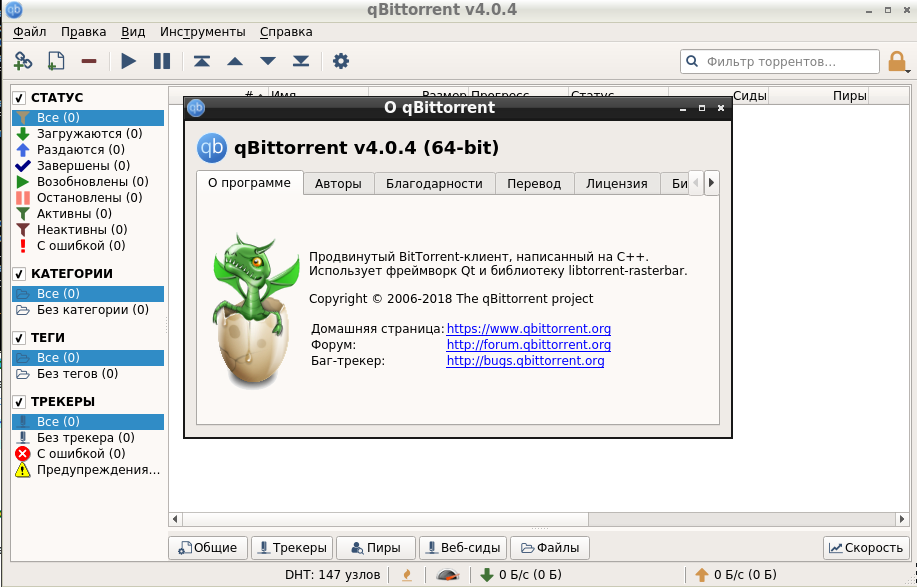 qBittorrent v4.0.4
Файл Правка Вид Инструменты Справка
Фильтр торрентов...
СТАТУС
Все (0)
Загружаются (0)
Раздаются (0)
Завершены (0)
Возобновлены (0)
Остановлены (0)
Активны (0)
Неактивны (0)
С ошибкой (0)
КАТЕГОРИИ
Все (0)
Без категории (0)
ТЕГИ
Все (0)
Без тегов (0)
ТРЕКЕРЫ
Все (0)
Без трекера (0)
С ошибкой (0)
Предупреждения...
# Имя Размер Прогресс Статус Сиды Пиры
О qBittorrent
qb qBittorrent v4.0.4 (64-bit)
О программе Авторы Благодарности Перевод Лицензия Би
Продвинутый BitTorrent-клиент, написанный на C++.
Использует фреймворк Qt и библиотеку libtorrent-rasterbar.
Copyright © 2006-2018 The qBittorrent project
Домашняя страница: https://www.qbittorrent.org
Форум: http://forum.qbittorrent.org
Баг-трекер: http://bugs.qbittorrent.org
Общие Трекеры Пиры Веб-сиды Файлы Скорость
DHT: 147 узлов 0 Б/с (0 Б) 0 Б/с (0 Б)